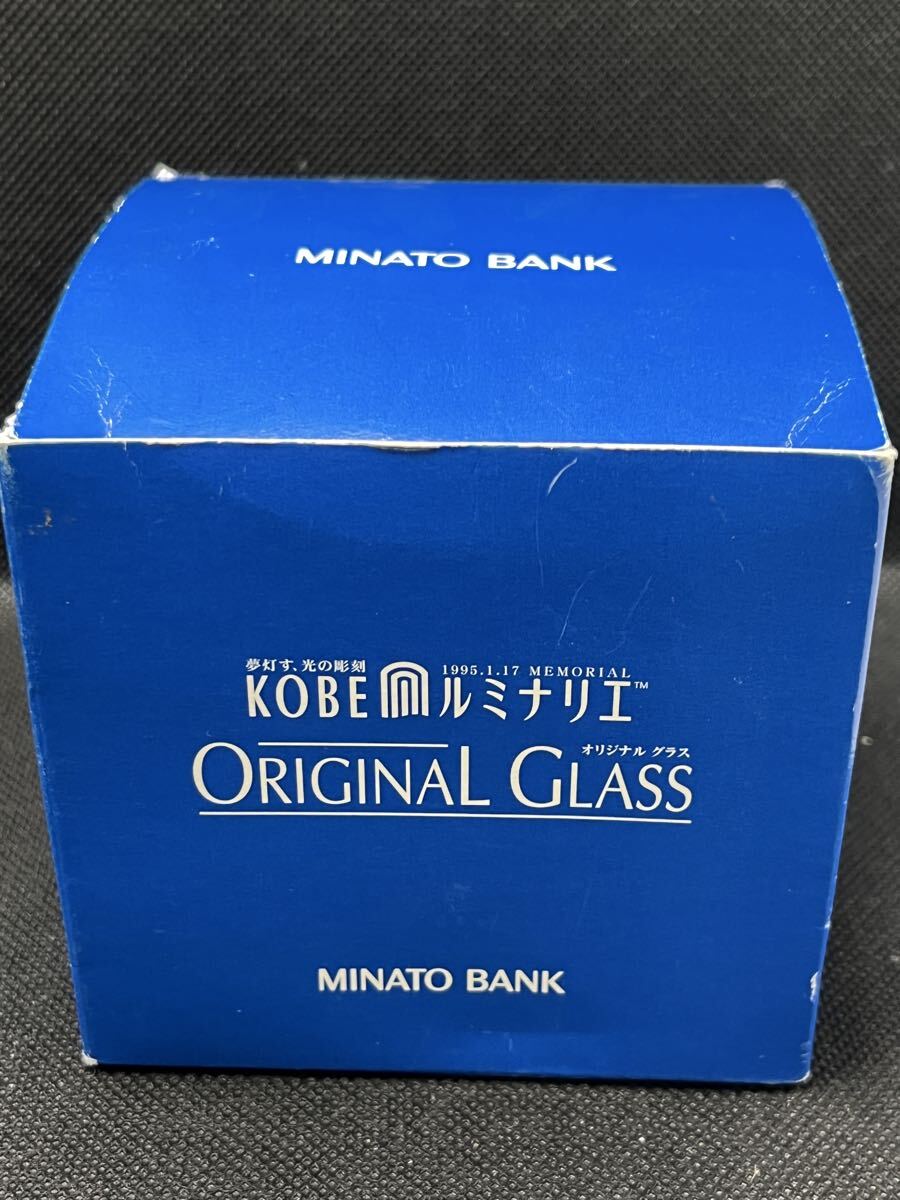 MINATO BANK
夢灯す、光の彫刻 1995.1.17 MEMORIAL
KOBE ルミナリエ™
オリジナル グラス
ORIGINAL GLASS
MINATO BANK